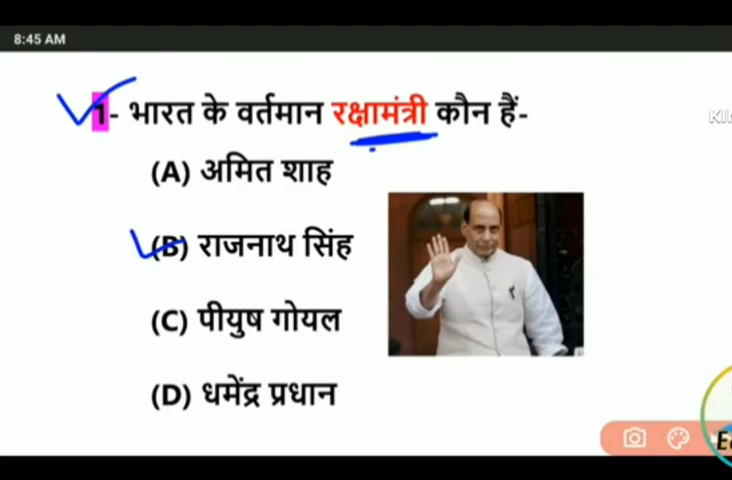 8:45 AM
1- भारत के वर्तमान रक्षामंत्री कौन हैं-
(A) अमित शाह
(B) राजनाथ सिंह
(C) पीयुष गोयल
(D) धमेंद्र प्रधान